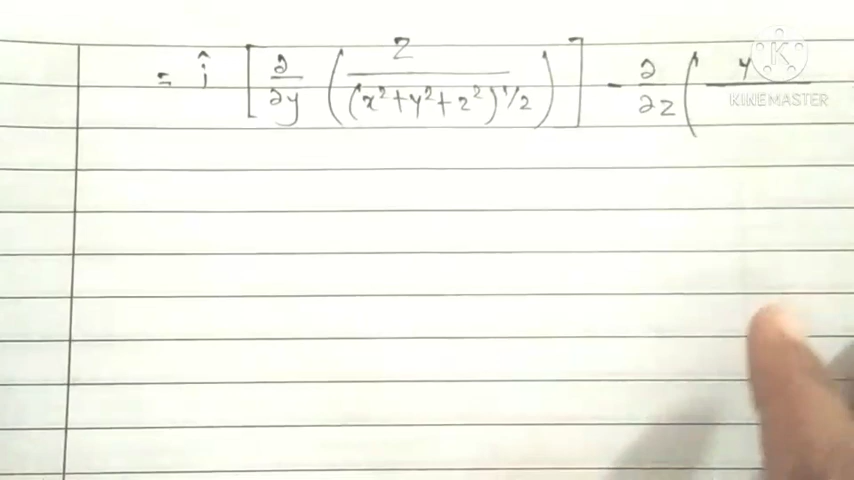 = î [ ∂/∂y ( z/(x²+y²+z²)^1/2 ) ] - ∂/∂z ( y
KINEMASTER